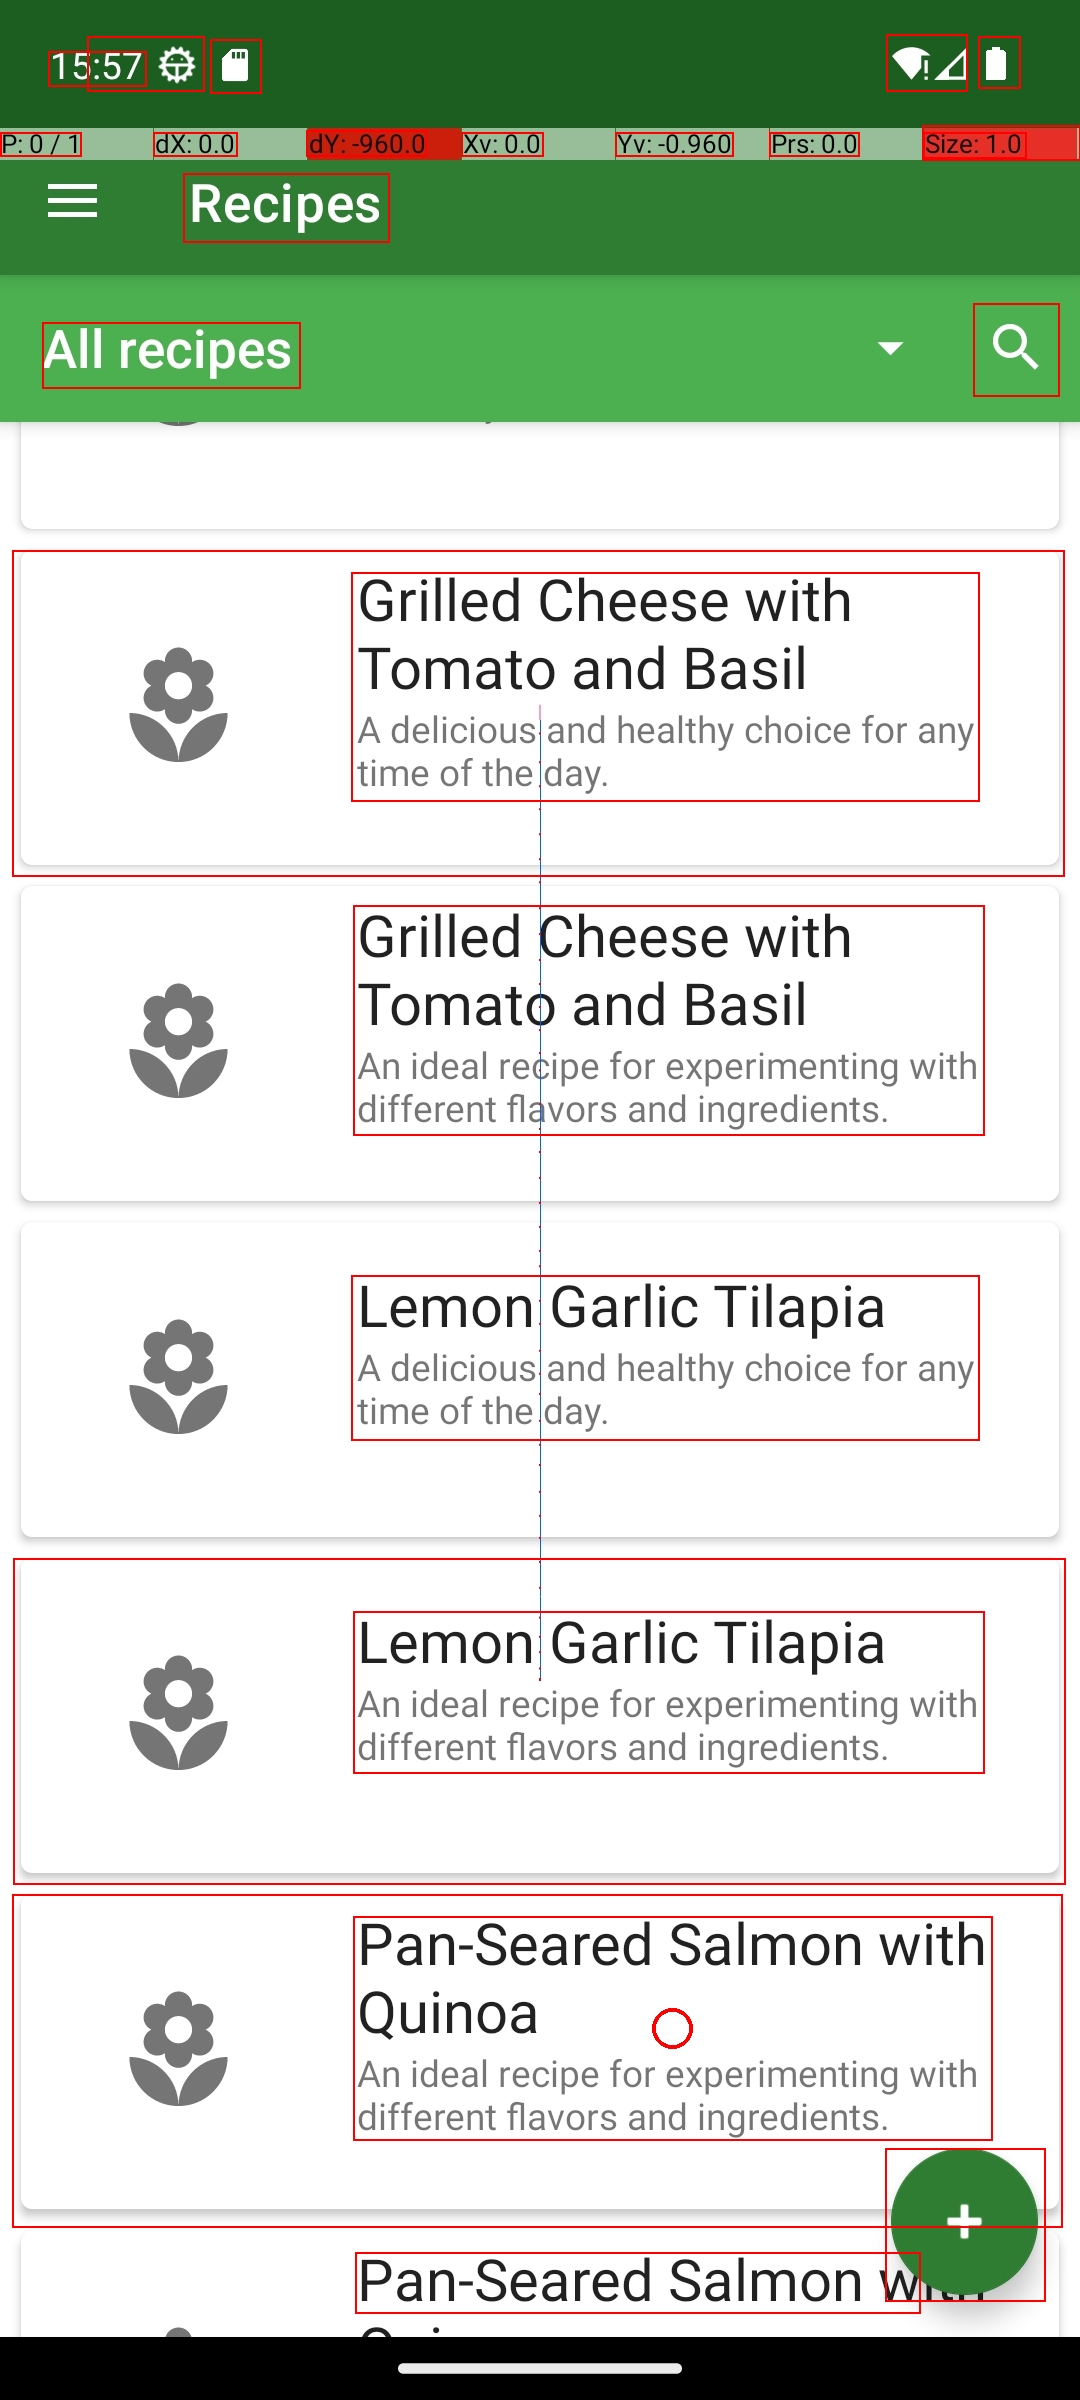 15:57
P: 0 / 1 dX: 0.0 dY: -960.0 Xv: 0.0 Yv: -0.960 Prs: 0.0 Size: 1.0
Recipes
All recipes
Grilled Cheese with
Tomato and Basil
A delicious and healthy choice for any
time of the day.
Grilled Cheese with
Tomato and Basil
An ideal recipe for experimenting with
different flavors and ingredients.
Lemon Garlic Tilapia
A delicious and healthy choice for any
time of the day.
Lemon Garlic Tilapia
An ideal recipe for experimenting with
different flavors and ingredients.
Pan-Seared Salmon with
Quinoa
An ideal recipe for experimenting with
different flavors and ingredients.
Pan-Seared Salmon with